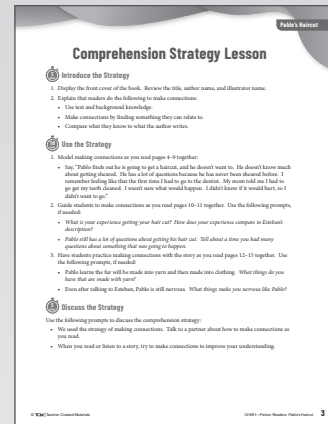 Pablo's Haircut
Comprehension Strategy Lesson
Introduce the Strategy
1. Display the front cover of the book. Review the title, author name, and illustrator name.
2. Explain that readers do the following to make connections:
• Use text and background knowledge.
• Make connections by finding something they can relate to.
• Compare what they know to what the author writes.
Use the Strategy
1. Model making connections as you read pages 4–9 together:
• Say, "Pablo finds out he is going to get a haircut, and he doesn't want to. He doesn't know much
about getting sheared. He has a lot of questions because he has never been sheared before. I
remember feeling like that the first time I had to go to the dentist. My mom told me I had to
go get my teeth cleaned. I wasn't sure what would happen. I didn't know if it would hurt, so I
didn't want to go."
2. Guide students to make connections as you read pages 10–11 together. Use the following prompts,
if needed:
• What is your experience getting your hair cut? How does your experience compare to Esteban's
description?
• Pablo still has a lot of questions about getting his hair cut. Tell about a time you had many
questions about something that was going to happen.
3. Have students practice making connections with the story as you read pages 12–15 together. Use
the following prompts, if needed:
• Pablo learns the fur will be made into yarn and then made into clothing. What things do you
have that are made with yarn?
• Even after talking to Esteban, Pablo is still nervous. What things make you nervous like Pablo?
Discuss the Strategy
Use the following prompts to discuss the comprehension strategy:
• We used the strategy of making connections. Talk to a partner about how to make connections as
you read.
• When you read or listen to a story, try to make connections to improve your understanding.
© TCM | Teacher Created Materials
—Fiction Readers: Pablo's Haircut 3